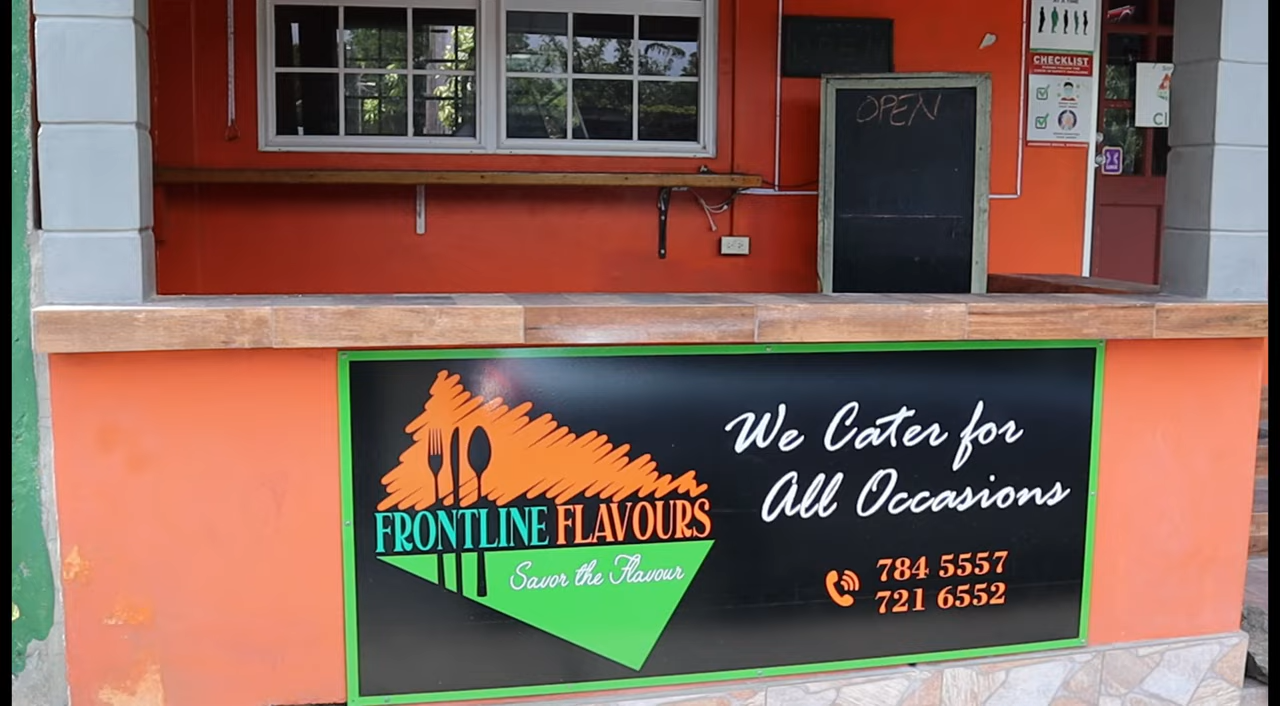 OPEN
CHECKLIST
FRONTLINE FLAVOURS
Savor the Flavour
We Cater for
All Occasions
784 5557
721 6552